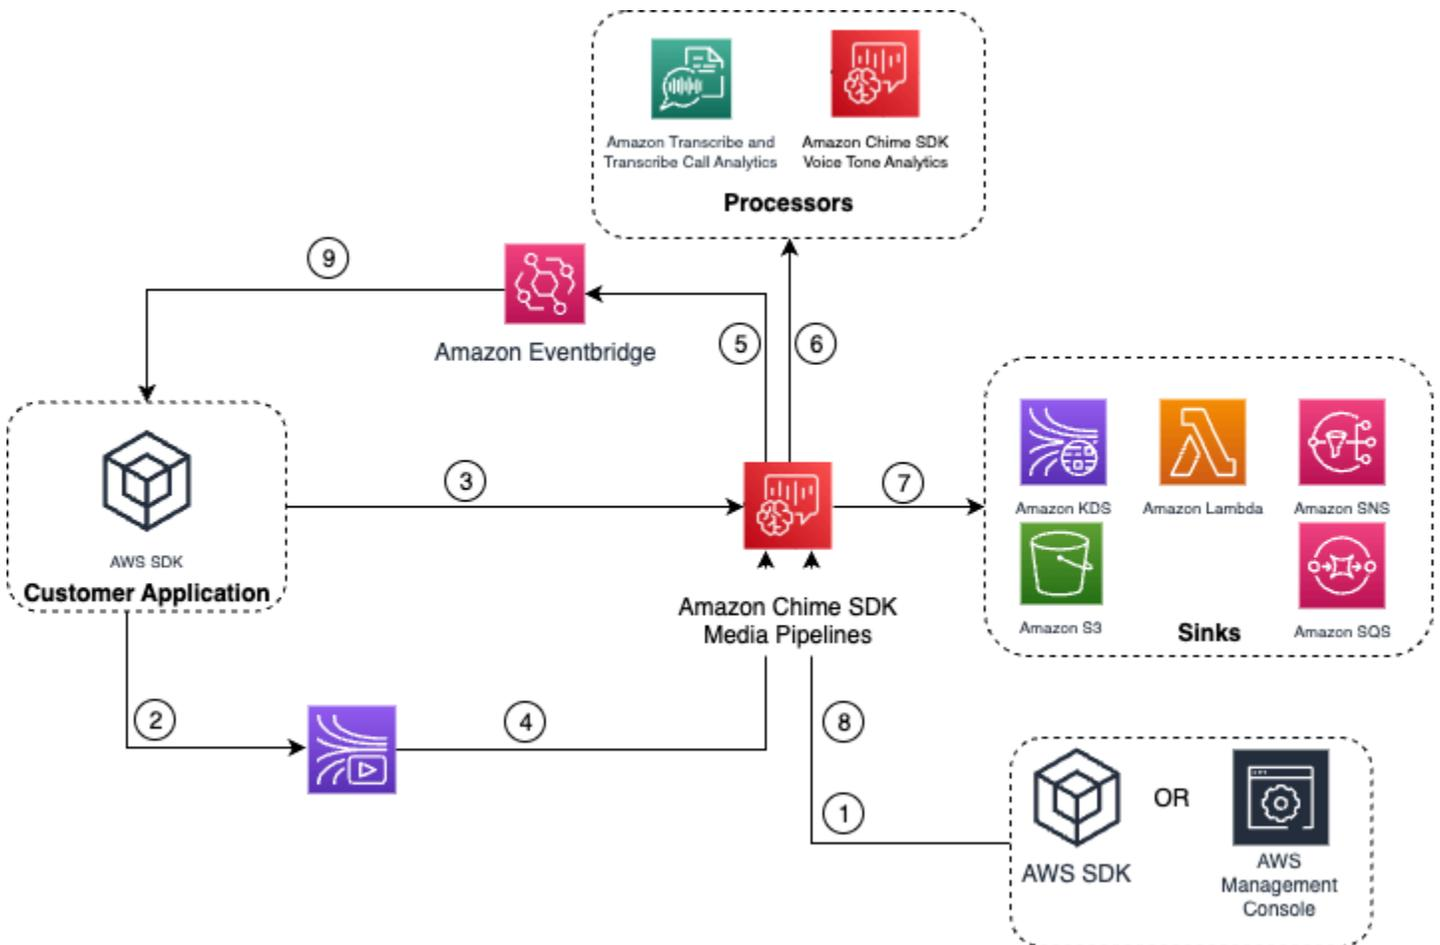 Amazon Transcribe and
Transcribe Call Analytics
Amazon Chime SDK
Voice Tone Analytics
Processors
9
Amazon Eventbridge
5
6
AWS SDK
Customer Application
3
7
Amazon Chime SDK
Media Pipelines
Amazon KDS
Amazon Lambda
Amazon SNS
Amazon S3
Sinks
Amazon SQS
2
4
8
1
AWS SDK
OR
AWS
Management
Console